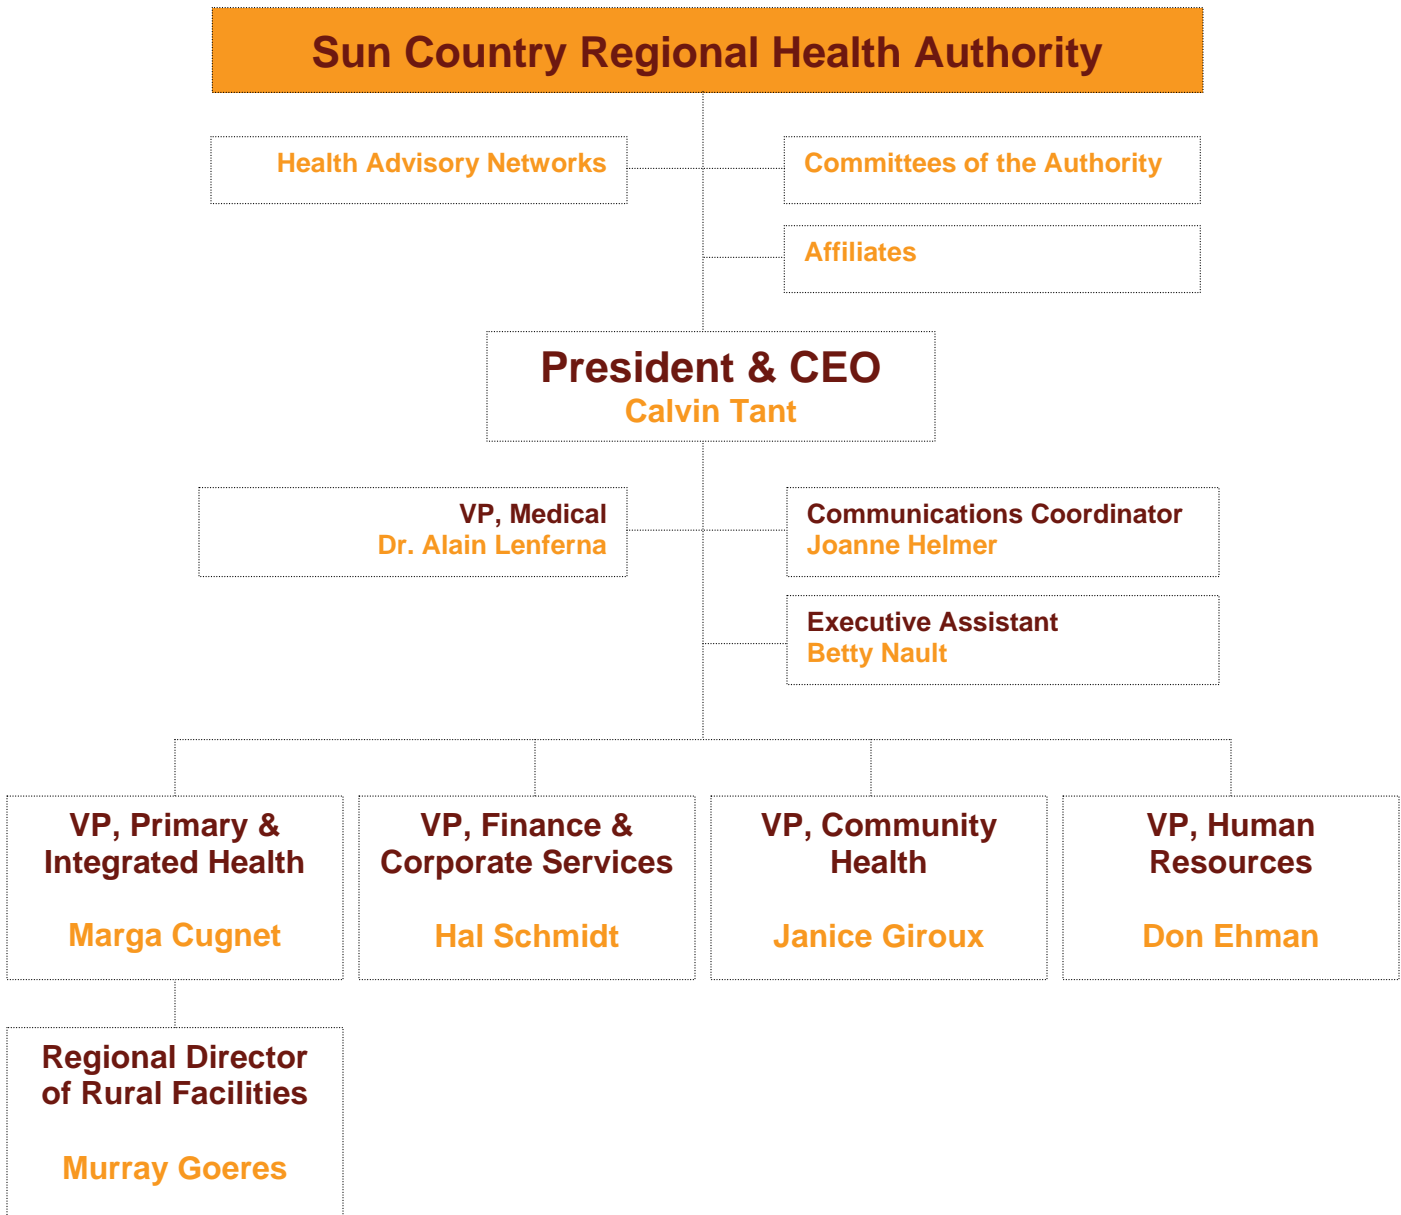 Sun Country Regional Health Authority
Health Advisory Networks
Committees of the Authority
Affiliates
President & CEO
Calvin Tant
VP, Medical
Dr. Alain Lenferna
Communications Coordinator
Joanne Helmer
Executive Assistant
Betty Nault
VP, Primary &
Integrated Health
Marga Cugnet
VP, Finance &
Corporate Services
Hal Schmidt
VP, Community
Health
Janice Giroux
VP, Human
Resources
Don Ehman
Regional Director
of Rural Facilities
Murray Goeres